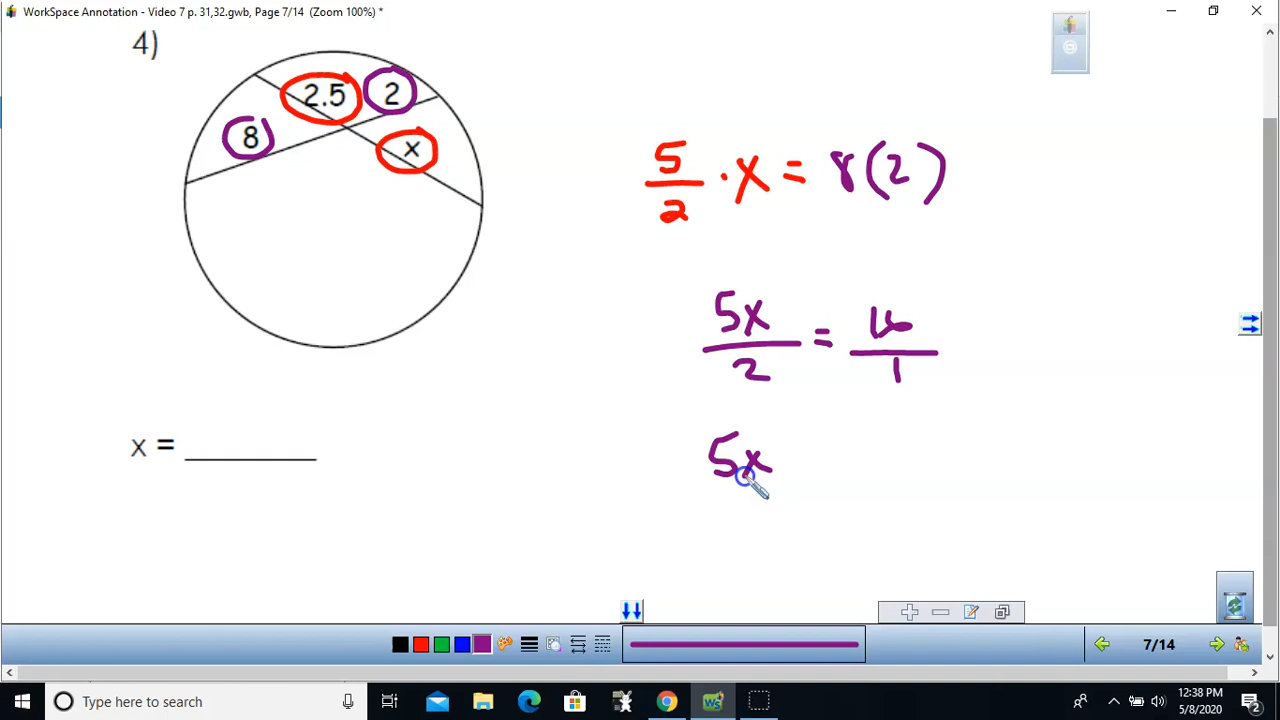 WorkSpace Annotation - Video 7 p. 31,32.gwb, Page 7/14 (Zoom 100%) *
4)
2.5 2
8 x
5/2 · x = 8(2)
5x/2 = 16/1
x = ________
5x
7/14
Type here to search
12:38 PM
5/8/2020
2